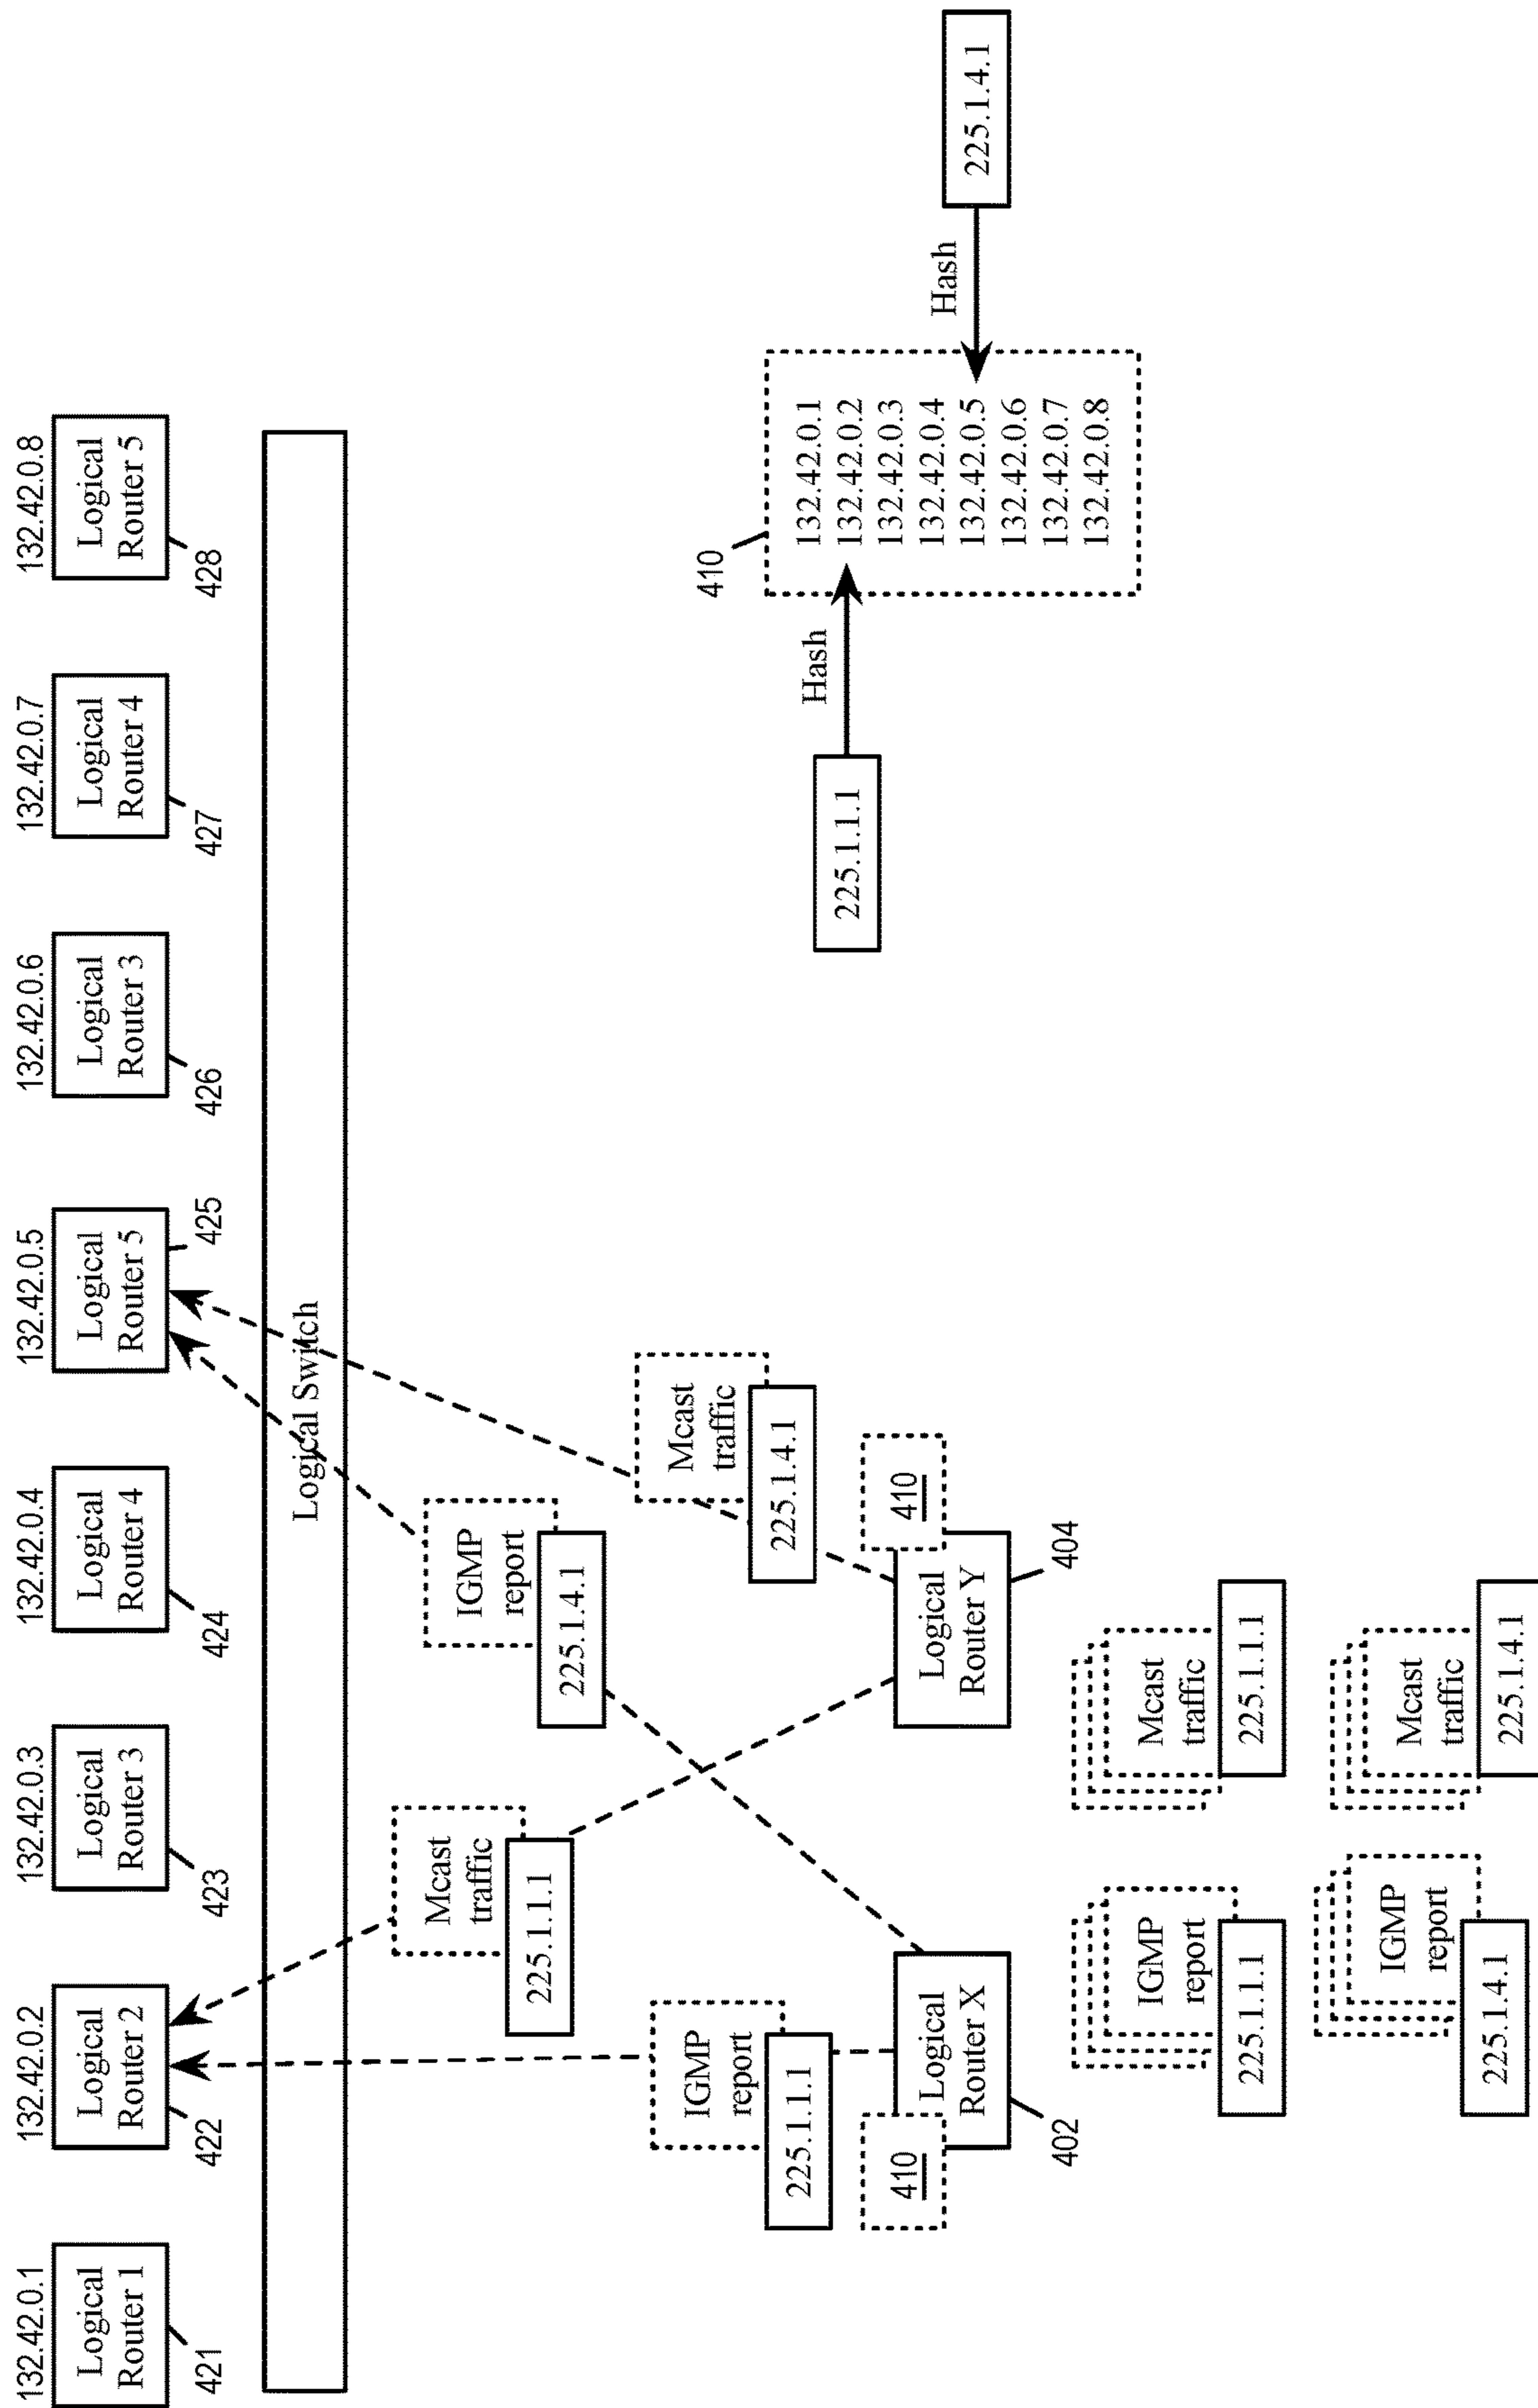 132.42.0.1
132.42.0.2
132.42.0.3
132.42.0.4
132.42.0.5
132.42.0.6
132.42.0.7
132.42.0.8
Logical
Router 1
Logical
Router 2
Logical
Router 3
Logical
Router 4
Logical
Router 5
Logical
Router 3
Logical
Router 4
Logical
Router 5
421
422
423
424
425
426
427
428
Logical Switch
Mcast
traffic
225.1.1.1
IGMP
report
225.1.4.1
IGMP
report
225.1.1.1
Mcast
traffic
225.1.4.1
410
Logical
Router X
402
410
Logical
Router Y
404
IGMP
report
225.1.1.1
Mcast
traffic
225.1.1.1
IGMP
report
225.1.4.1
Mcast
traffic
225.1.4.1
410
225.1.1.1
Hash
132.42.0.1
132.42.0.2
132.42.0.3
132.42.0.4
132.42.0.5
132.42.0.6
132.42.0.7
132.42.0.8
Hash
225.1.4.1